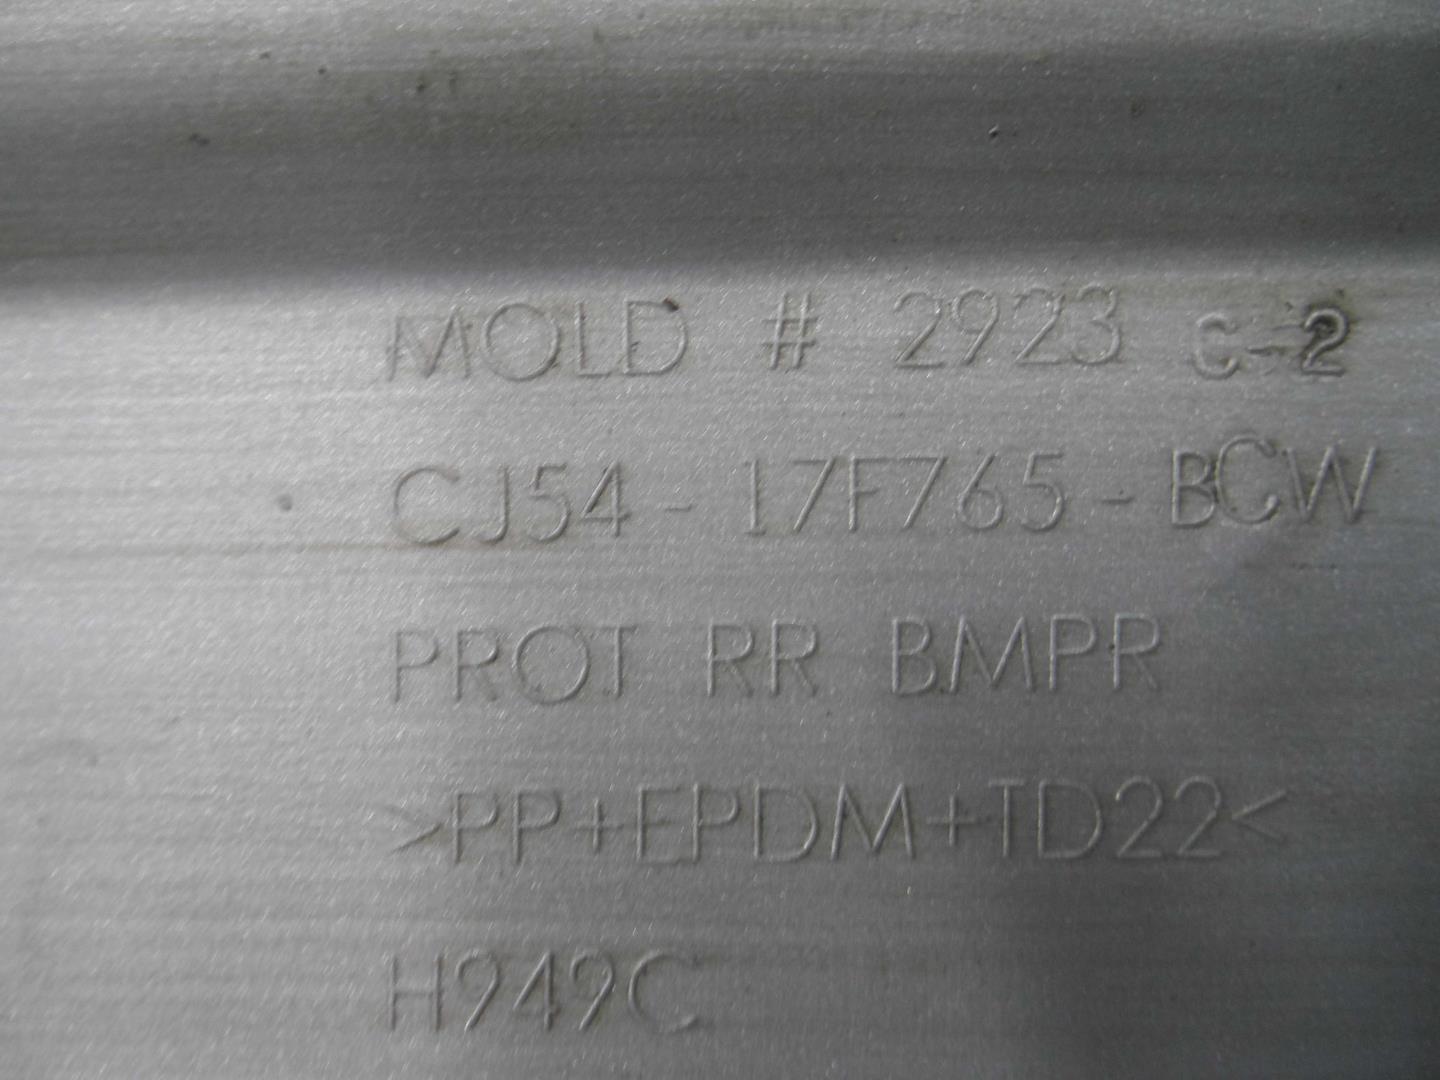 MOLD # 2923 C-2
CJ54-17F765-BCW
PROT RR BMPR
>PP+EPDM+TD22<
H949C